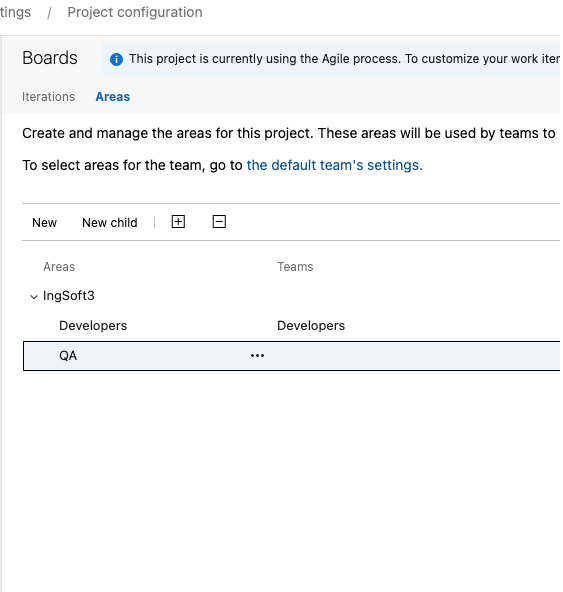 tings / Project configuration
Boards
This project is currently using the Agile process. To customize your work iter
Iterations Areas
Create and manage the areas for this project. These areas will be used by teams to
To select areas for the team, go to the default team's settings.
New New child
Areas Teams
IngSoft3
Developers Developers
QA ...